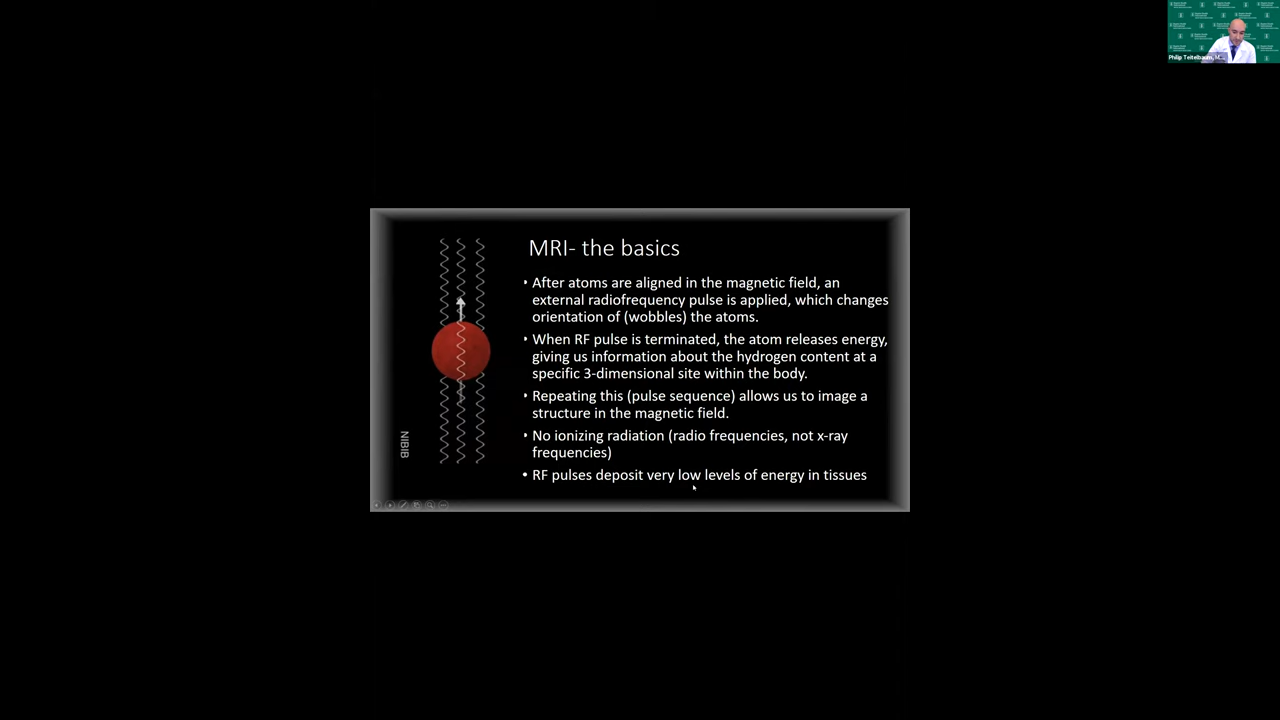 Philip Teitelbaum, M...
MRI- the basics
• After atoms are aligned in the magnetic field, an
external radiofrequency pulse is applied, which changes
orientation of (wobbles) the atoms.
• When RF pulse is terminated, the atom releases energy,
giving us information about the hydrogen content at a
specific 3-dimensional site within the body.
• Repeating this (pulse sequence) allows us to image a
structure in the magnetic field.
• No ionizing radiation (radio frequencies, not x-ray
frequencies)
• RF pulses deposit very low levels of energy in tissues
NIBIB